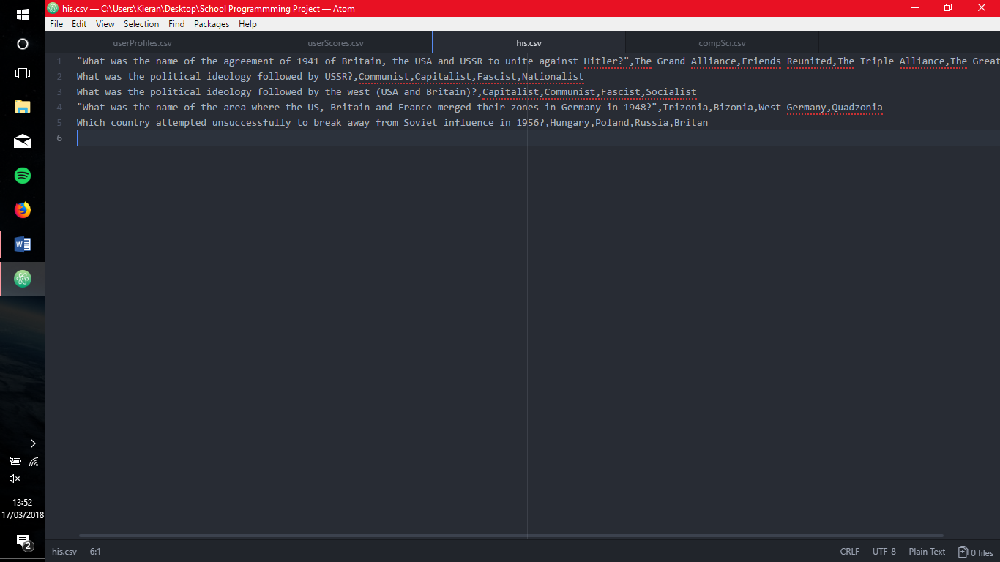 his.csv — C:\Users\Kieran\Desktop\School Programmming Project — Atom
File Edit View Selection Find Packages Help
userProfiles.csv userScores.csv his.csv compSci.csv
1 "What was the name of the agreement of 1941 of Britain, the USA and USSR to unite against Hitler?",The Grand Alliance,Friends Reunited,The Triple Alliance,The Great
2 What was the political ideology followed by USSR?,Communist,Capitalist,Fascist,Nationalist
3 What was the political ideology followed by the west (USA and Britain)?,Capitalist,Communist,Fascist,Socialist
4 "What was the name of the area where the US, Britain and France merged their zones in Germany in 1948?",Trizonia,Bizonia,West Germany,Quadzonia
5 Which country attempted unsuccessfully to break away from Soviet influence in 1956?,Hungary,Poland,Russia,Britan
6
W
13:52
17/03/2018
2
his.csv 6:1 CRLF UTF-8 Plain Text 0 files